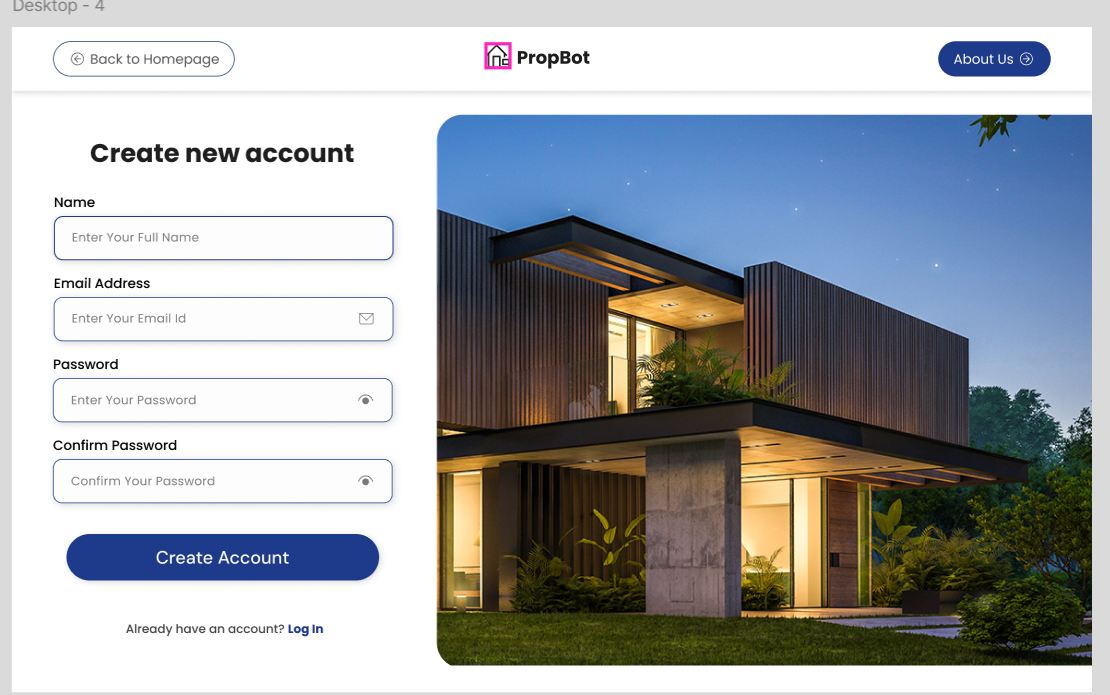 Desktop - 4
Back to Homepage
PropBot
About Us
Create new account
Name
Enter Your Full Name
Email Address
Enter Your Email Id
Password
Enter Your Password
Confirm Password
Confirm Your Password
Create Account
Already have an account? Log In